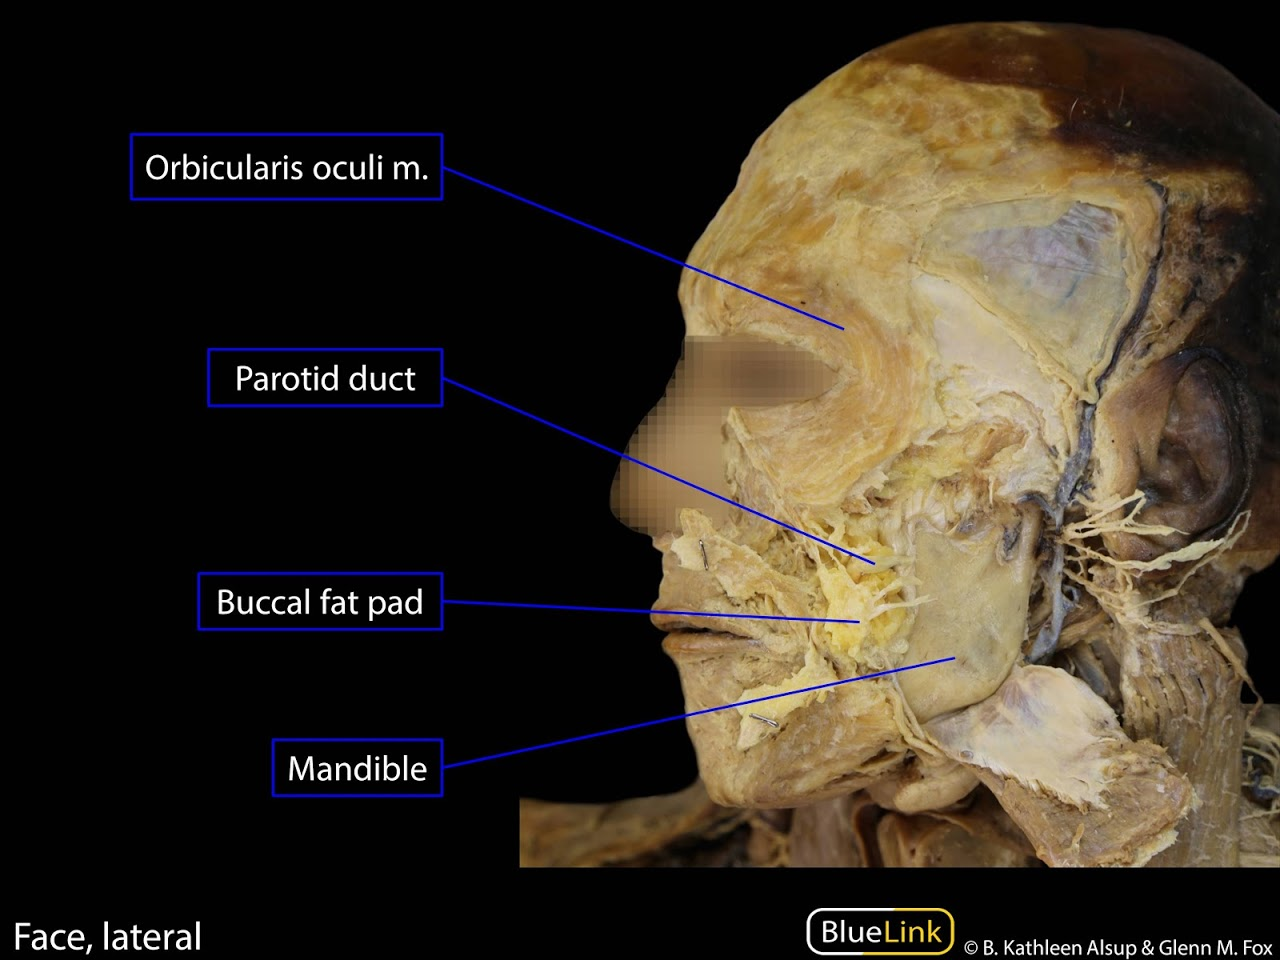 Orbicularis oculi m.
Parotid duct
Buccal fat pad
Mandible
Face, lateral
BlueLink
© B. Kathleen Alsup & Glenn M. Fox